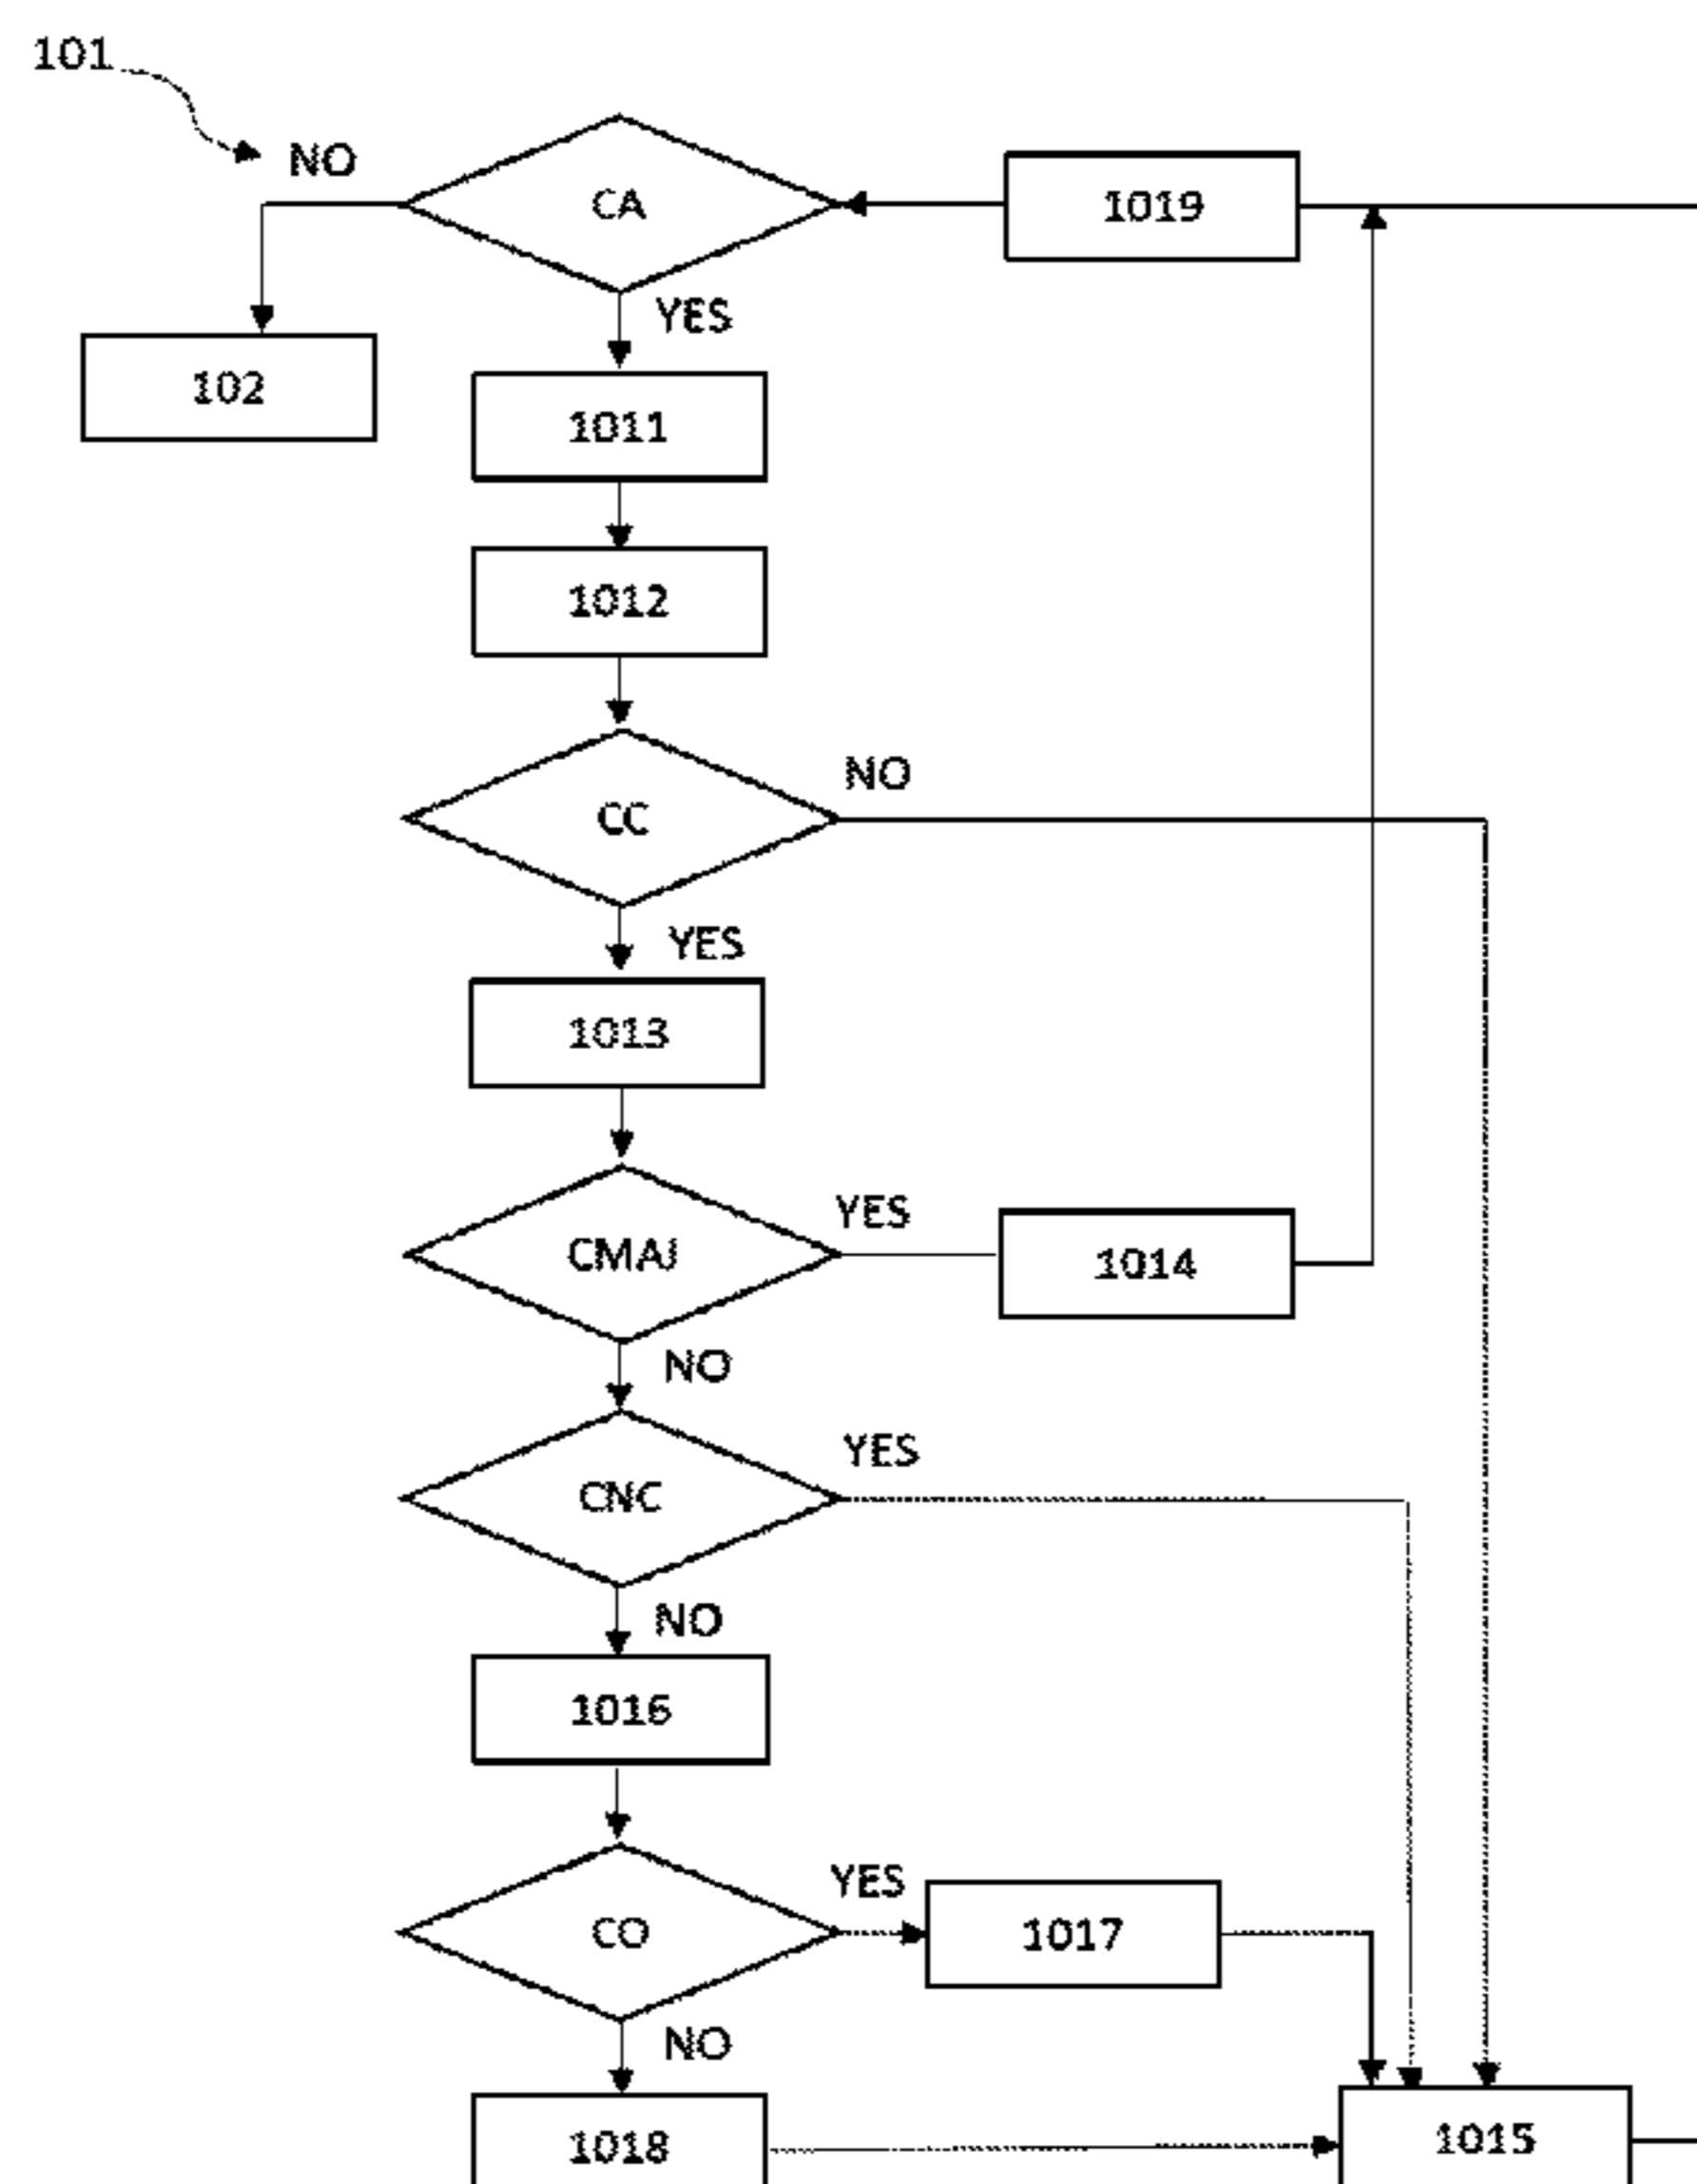 101
NO
CA
1019
YES
102
1011
1012
NO
CC
YES
1013
YES
CMAJ
1014
NO
YES
CNC
NO
1016
YES
CO
1017
NO
1018
1015